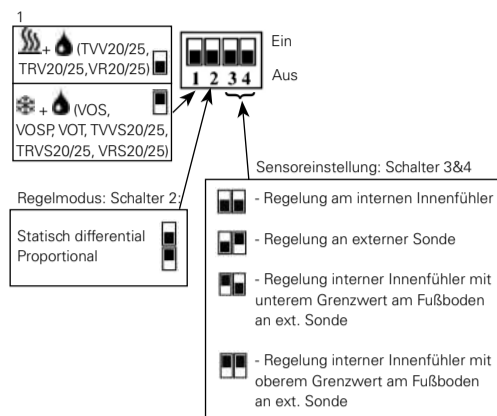 1
+ (TVV20/25,
TRV20/25,VR20/25)
+ (VOS,
VOSP, VOT, TVVS20/25,
TRVS20/25, VRS20/25)
Ein
Aus
1 2 3 4
Regelmodus: Schalter 2:
Statisch differential
Proportional
Sensoreinstellung: Schalter 3&4
- Regelung am internen Innenfühler
- Regelung an externer Sonde
- Regelung interner Innenfühler mit
unterem Grenzwert am Fußboden
an ext. Sonde
- Regelung interner Innenfühler mit
oberem Grenzwert am Fußboden
an ext. Sonde